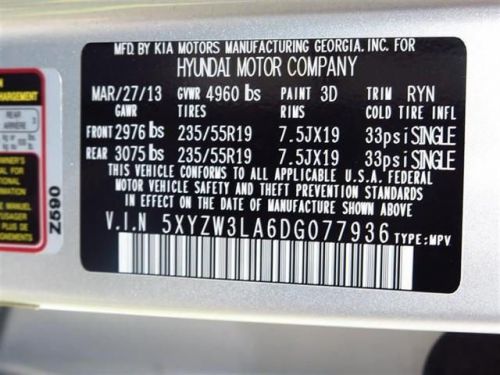 MFD. BY KIA MOTORS MANUFACTURING GEORGIA, INC. FOR
HYUNDAI MOTOR COMPANY
MAR/27/13 GVWR 4960 lbs PAINT 3D TRIM RYN
GAWR TIRES RIMS COLD TIRE INFL
FRONT 2976 lbs 235/55R19 7.5JX19 33psi SINGLE
REAR 3075 lbs 235/55R19 7.5JX19 33psi SINGLE
THIS VEHICLE CONFORMS TO ALL APPLICABLE U.S. FEDERAL
MOTOR VEHICLE SAFETY AND THEFT PREVENTION STANDARDS
IN EFFECT ON THE DATE OF MANUFACTURE SHOWN ABOVE.
V.I.N 5XYZW3LA6DG077936 TYPE:MPV
Z590
CHARGEMENT
REAR
ARRIERE